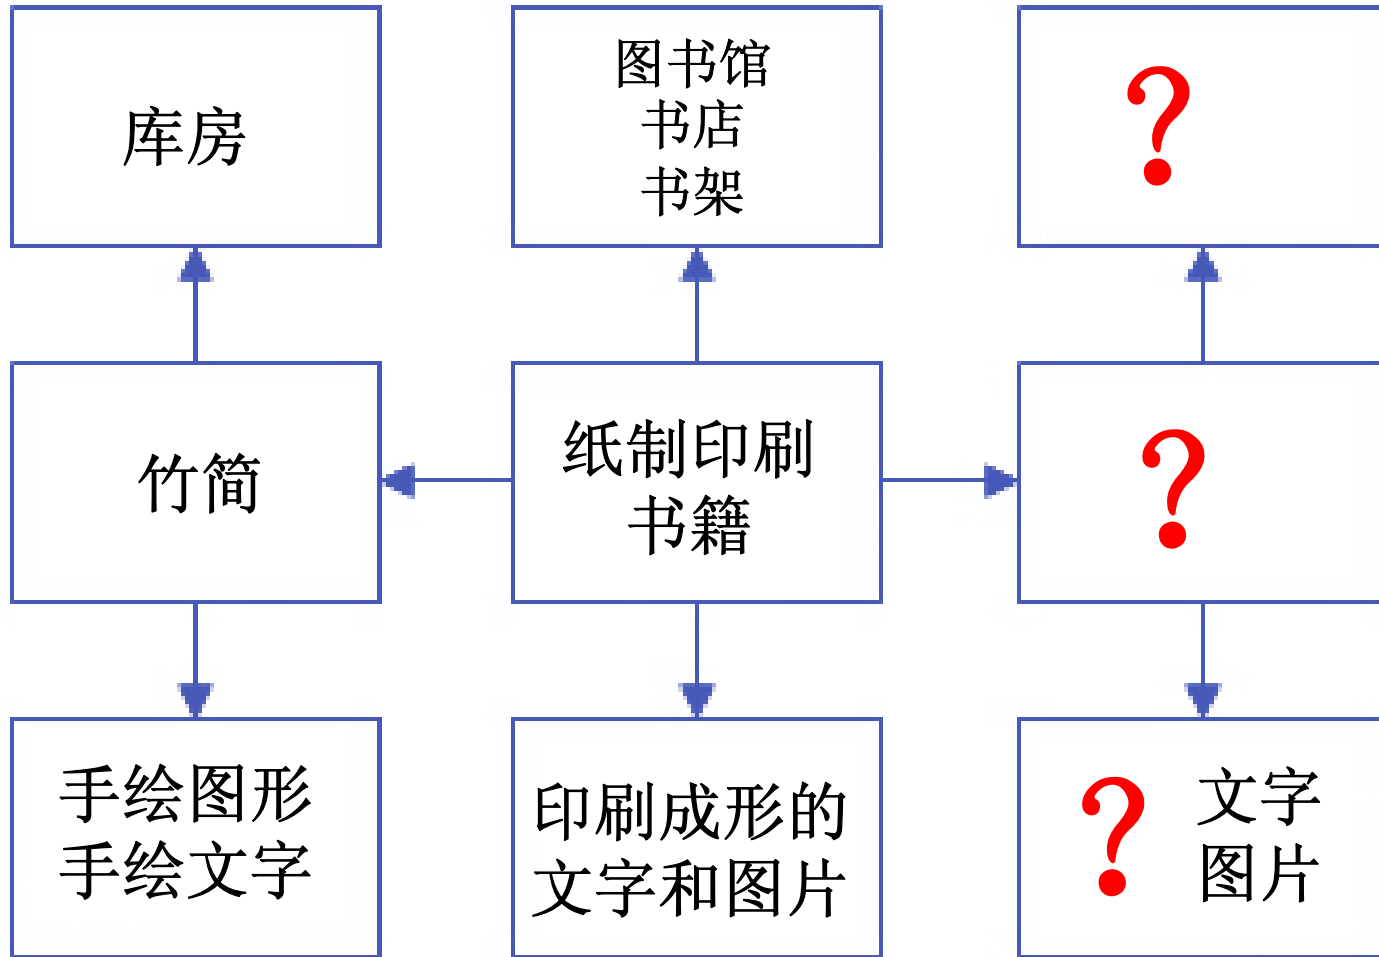 库房
图书馆
书店
书架
？
竹简
纸制印刷
书籍
？
手绘图形
手绘文字
印刷成形的
文字和图片
？
文字
图片